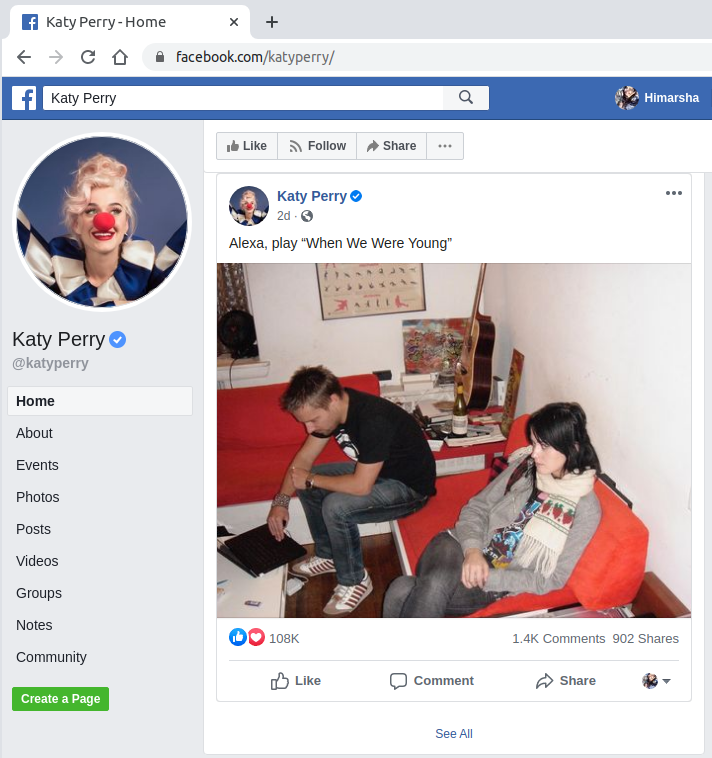 Katy Perry - Home
facebook.com/katyperry/
Katy Perry
Himarsha
Like Follow Share
Katy Perry
2d
Alexa, play “When We Were Young”
108K 1.4K Comments 902 Shares
Like Comment Share
See All
Katy Perry
@katyperry
Home
About
Events
Photos
Posts
Videos
Groups
Notes
Community
Create a Page